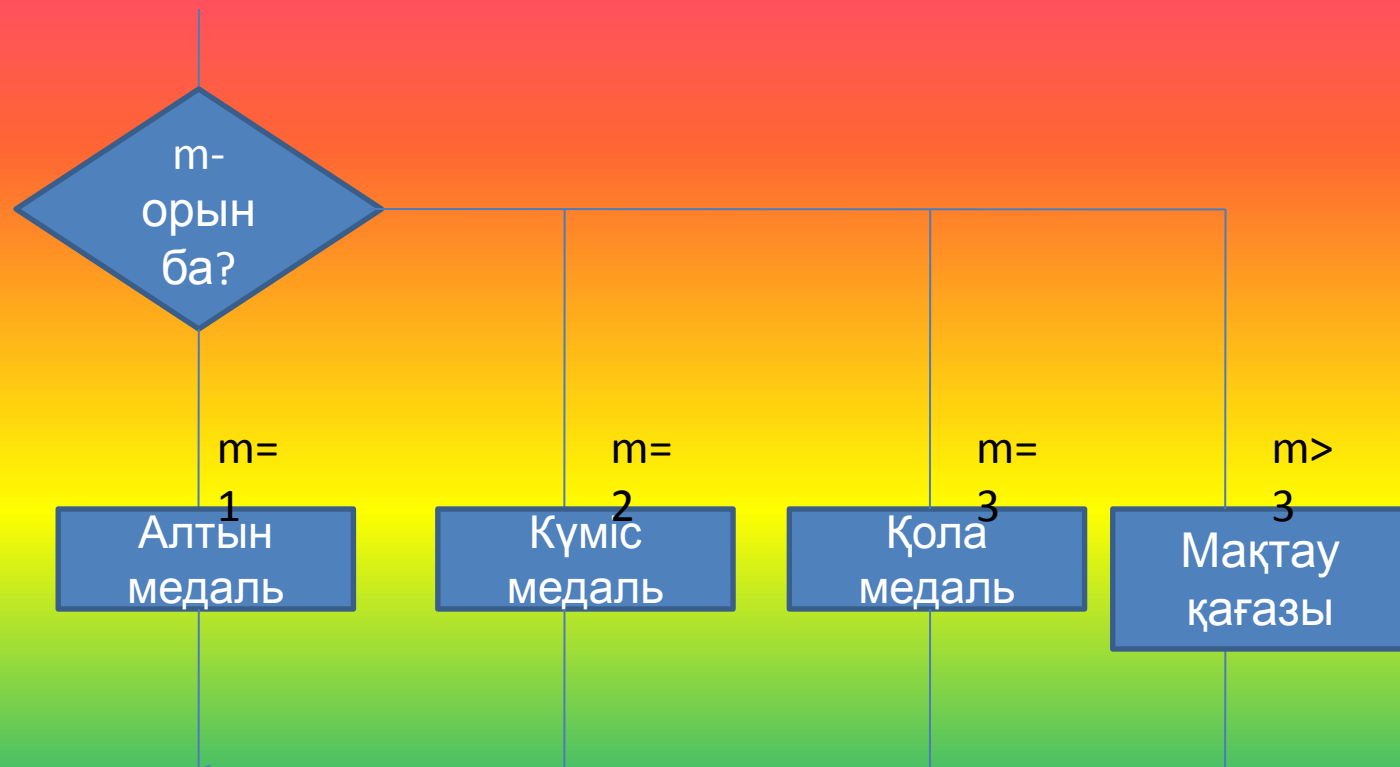 m-
орын
ба?
m=
1
m=
2
m=
3
m>
3
Алтын
медаль
Күміс
медаль
Қола
медаль
Мақтау
қағазы